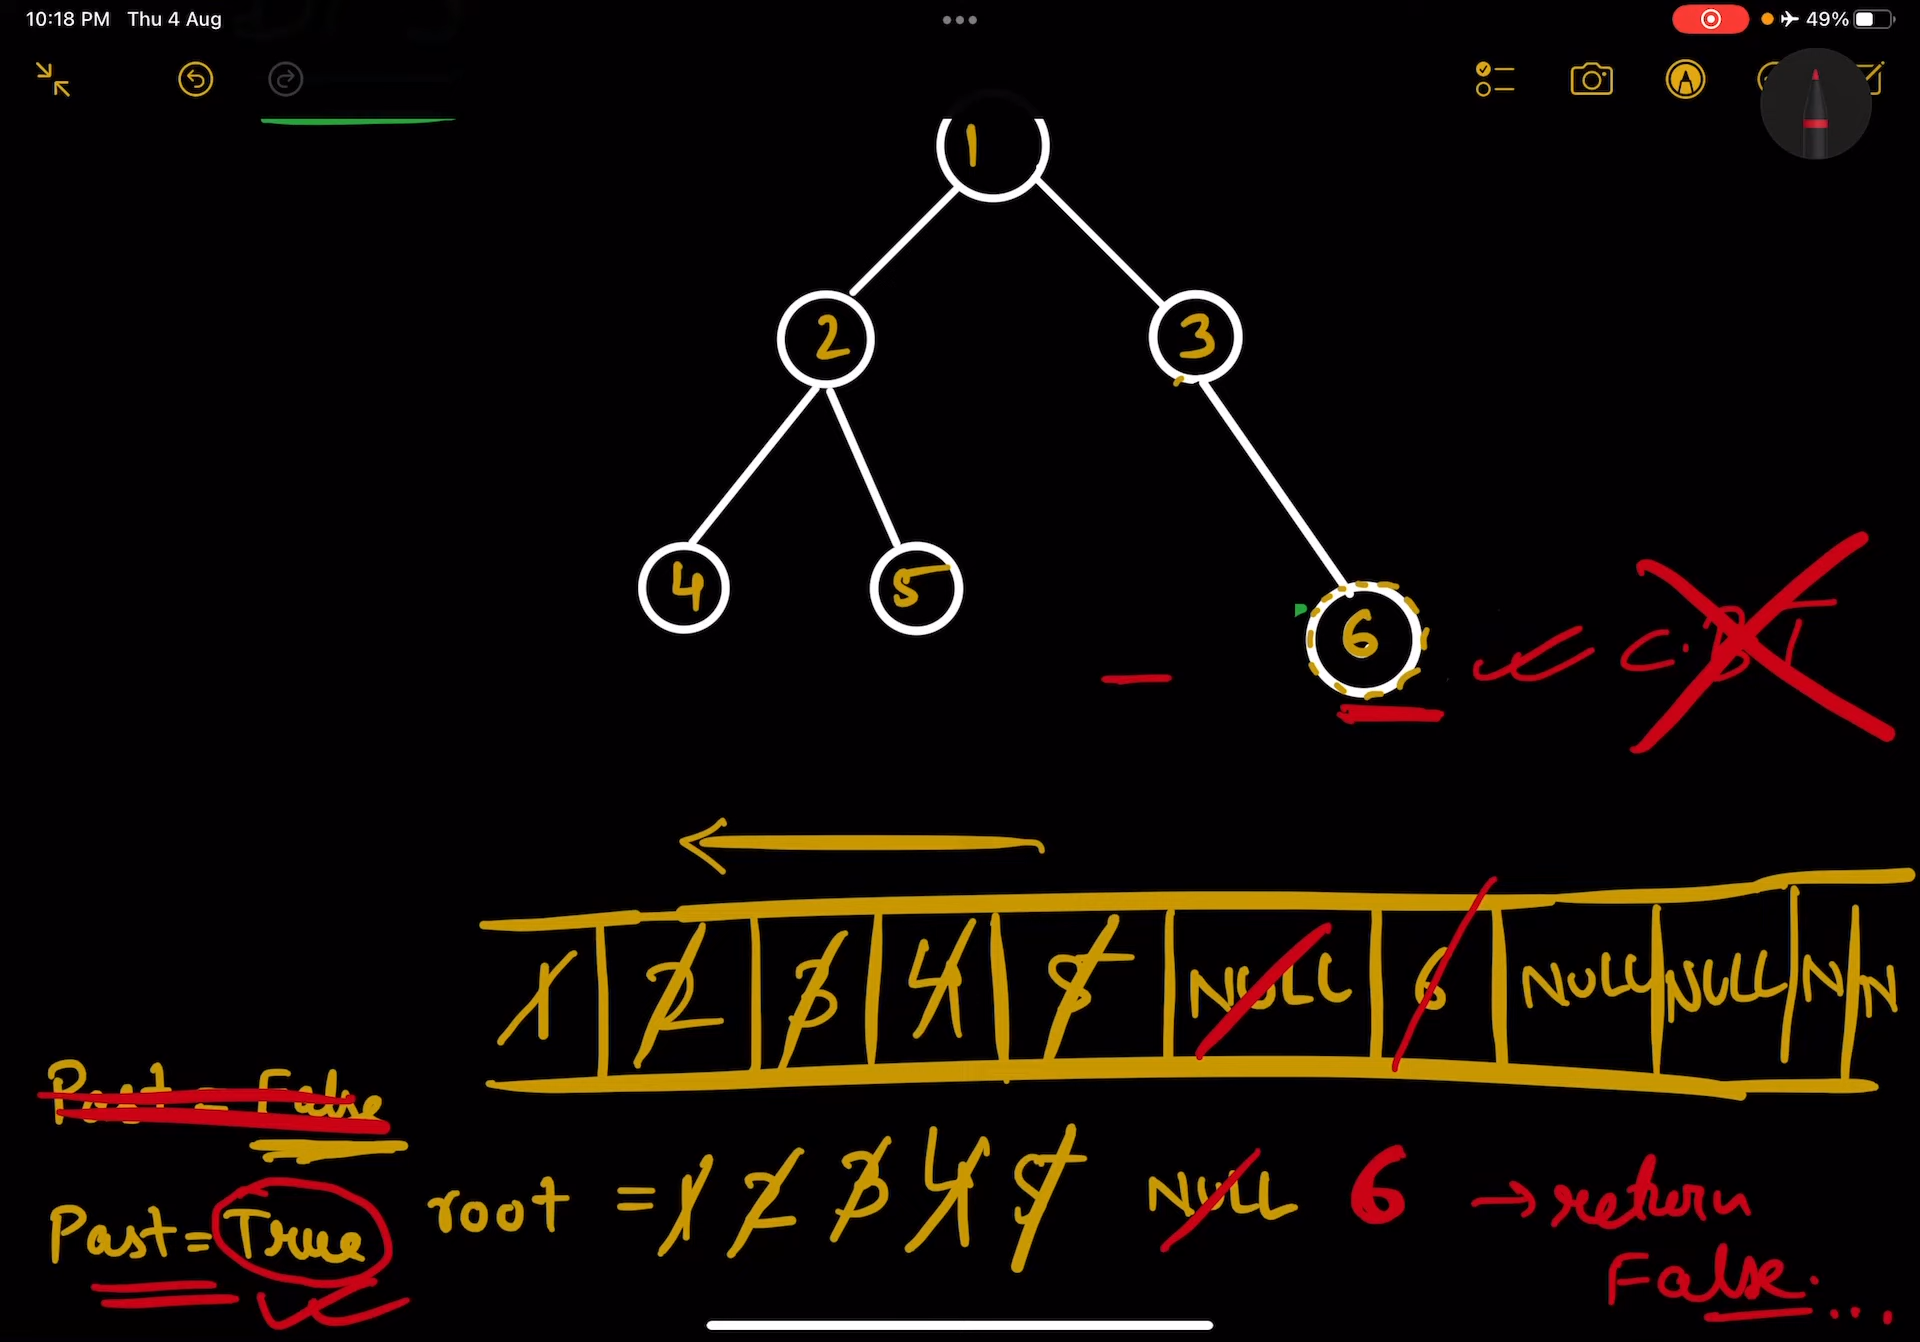 10:18 PM Thu 4 Aug
49%
1
2 3
4 5
6 C.B.T
1 2 3 4 5 NULL 6 NULL NULL N N
Past = False
Past = True root = 1 2 3 4 5 NULL 6 → return
False....